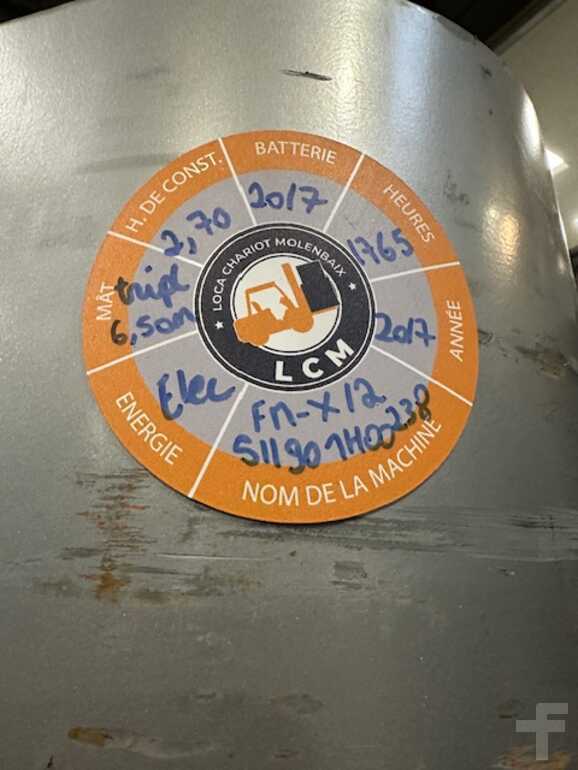 H. DE CONST.
2,70
BATTERIE
2017
HEURES
1765
ANNÉE
2017
MÂT
tripl
6,50m
ENERGIE
Elec
NOM DE LA MACHINE
FM-X12
511901H00238
LOCA CHARIOT MOLENBAIX
LCM